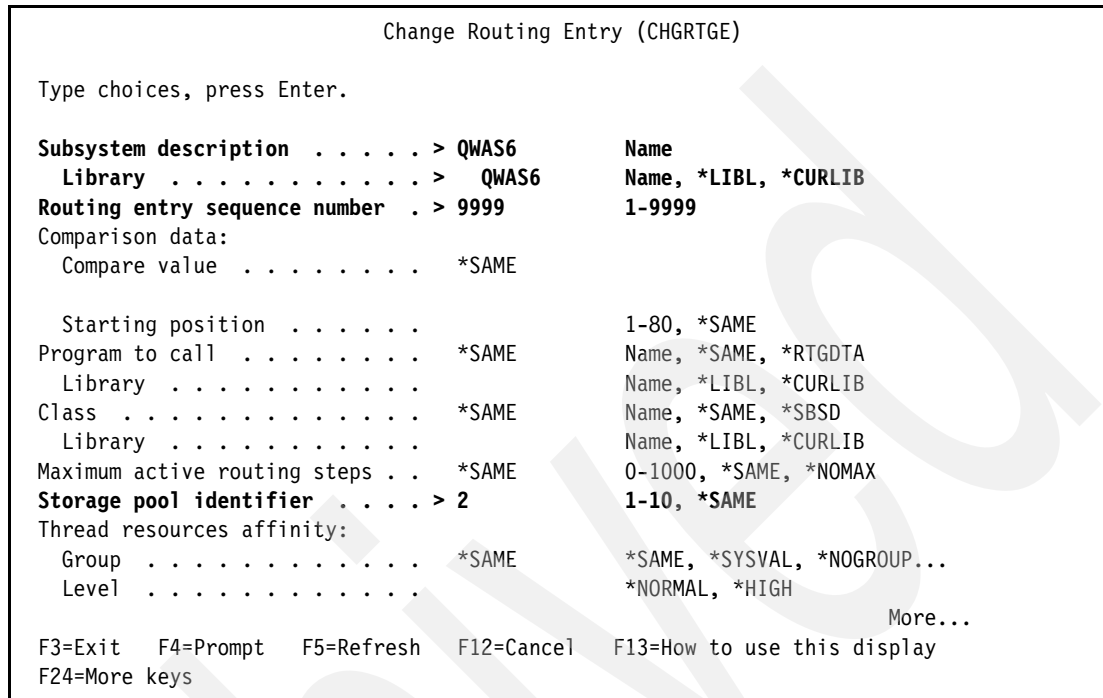 Change Routing Entry (CHGRTGE)
Type choices, press Enter.
Subsystem description . . . . . > QWAS6 Name
Library . . . . . . . . . . . > QWAS6 Name, *LIBL, *CURLIB
Routing entry sequence number . > 9999 1-9999
Comparison data:
Compare value . . . . . . . . *SAME
Starting position . . . . . . 1-80, *SAME
Program to call . . . . . . . . *SAME Name, *SAME, *RTGDTA
Library . . . . . . . . . . . Name, *LIBL, *CURLIB
Class . . . . . . . . . . . . . *SAME Name, *SAME, *SBSD
Library . . . . . . . . . . . Name, *LIBL, *CURLIB
Maximum active routing steps . . *SAME 0-1000, *SAME, *NOMAX
Storage pool identifier . . . . > 2 1-10, *SAME
Thread resources affinity:
Group . . . . . . . . . . . . *SAME *SAME, *SYSVAL, *NOGROUP...
Level . . . . . . . . . . . . *NORMAL, *HIGH
More...
F3=Exit F4=Prompt F5=Refresh F12=Cancel F13=How to use this display
F24=More keys